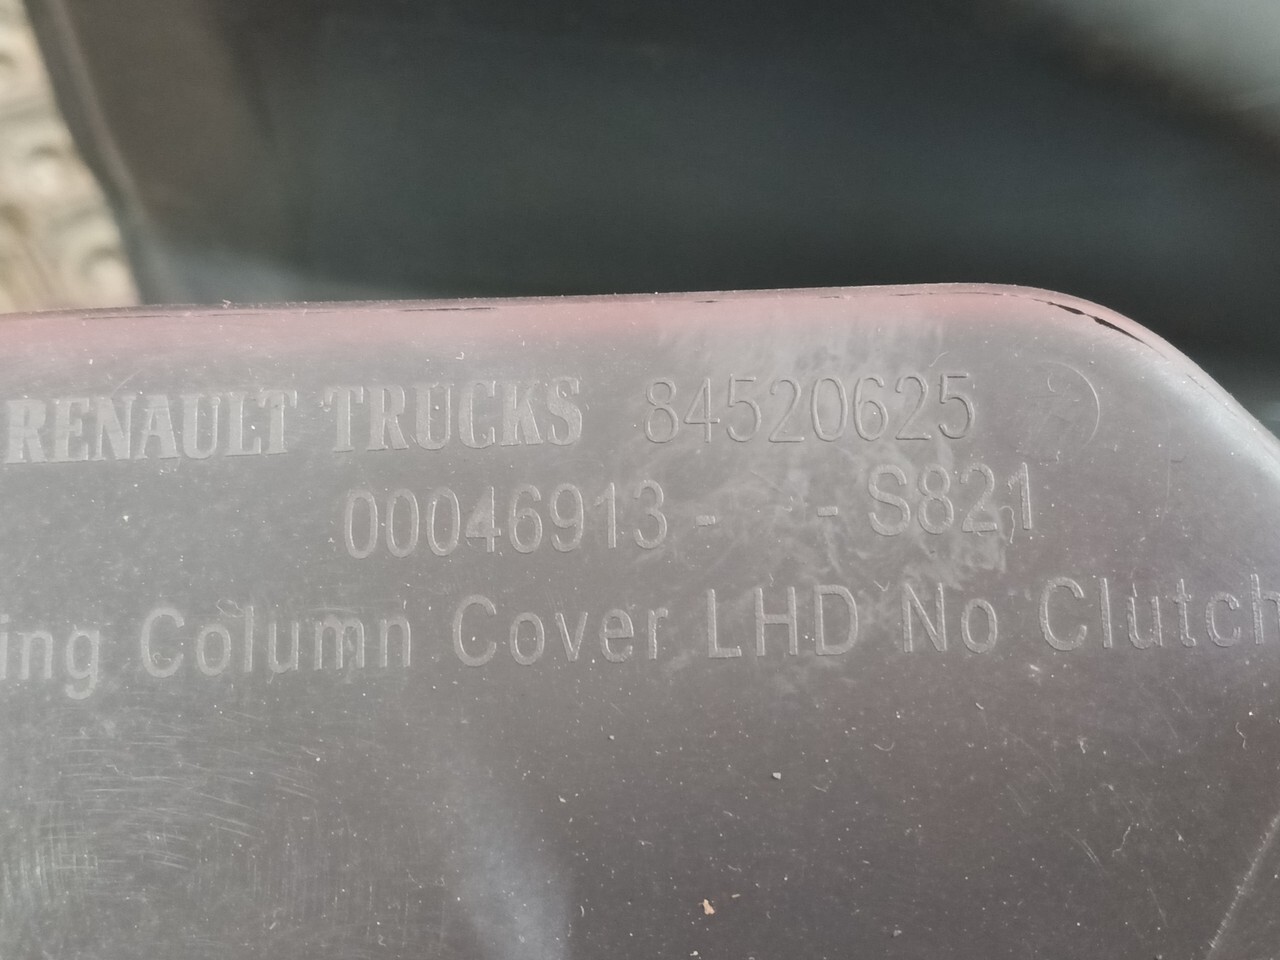 RENAULT TRUCKS 84520625
00046913 - - S821
ing Column Cover LHD No Clutch